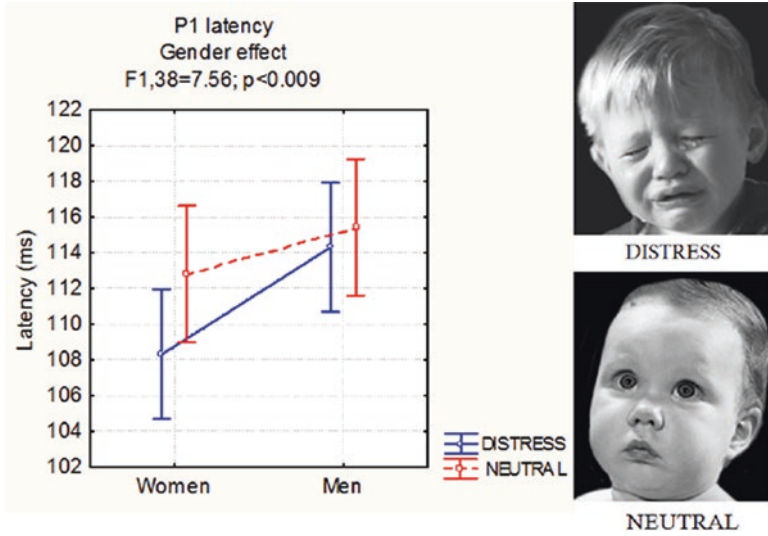 P1 latency
Gender effect
F1,38=7.56; p<0.009
122
120
118
116
114
112
110
108
106
104
102
Latency (ms)
Women
Men
DISTRESS
NEUTRAL
DISTRESS
NEUTRAL